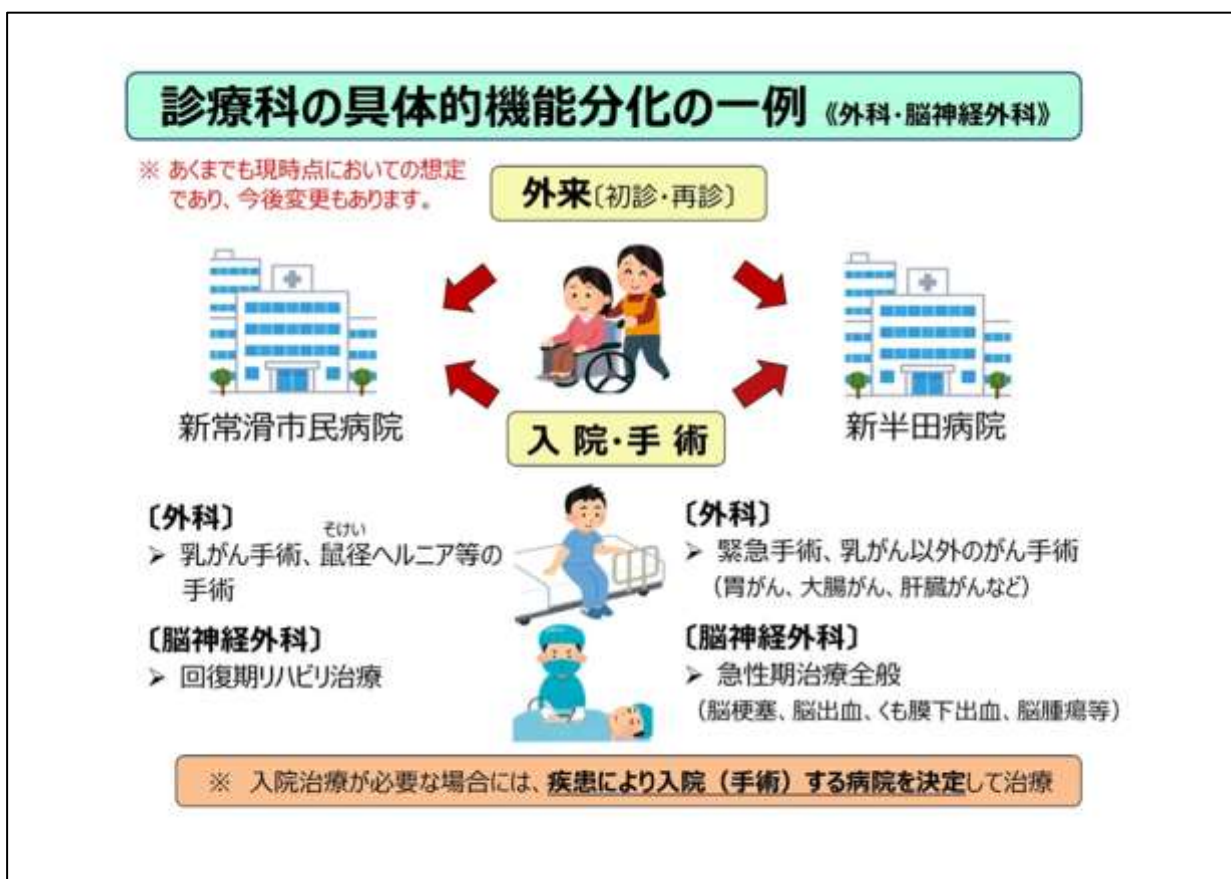 診療科の具体的機能分化の一例 《外科・脳神経外科》
※ あくまでも現時点においての想定
であり、今後変更もあります。
外来〔初診・再診〕
新常滑市民病院
新半田病院
入院・手術
〔外科〕
そけい
➢ 乳がん手術、鼠径ヘルニア等の
手術
〔脳神経外科〕
➢ 回復期リハビリ治療
〔外科〕
➢ 緊急手術、乳がん以外のがん手術
（胃がん、大腸がん、肝臓がんなど）
〔脳神経外科〕
➢ 急性期治療全般
（脳梗塞、脳出血、くも膜下出血、脳腫瘍等）
※ 入院治療が必要な場合には、疾患により入院（手術）する病院を決定して治療